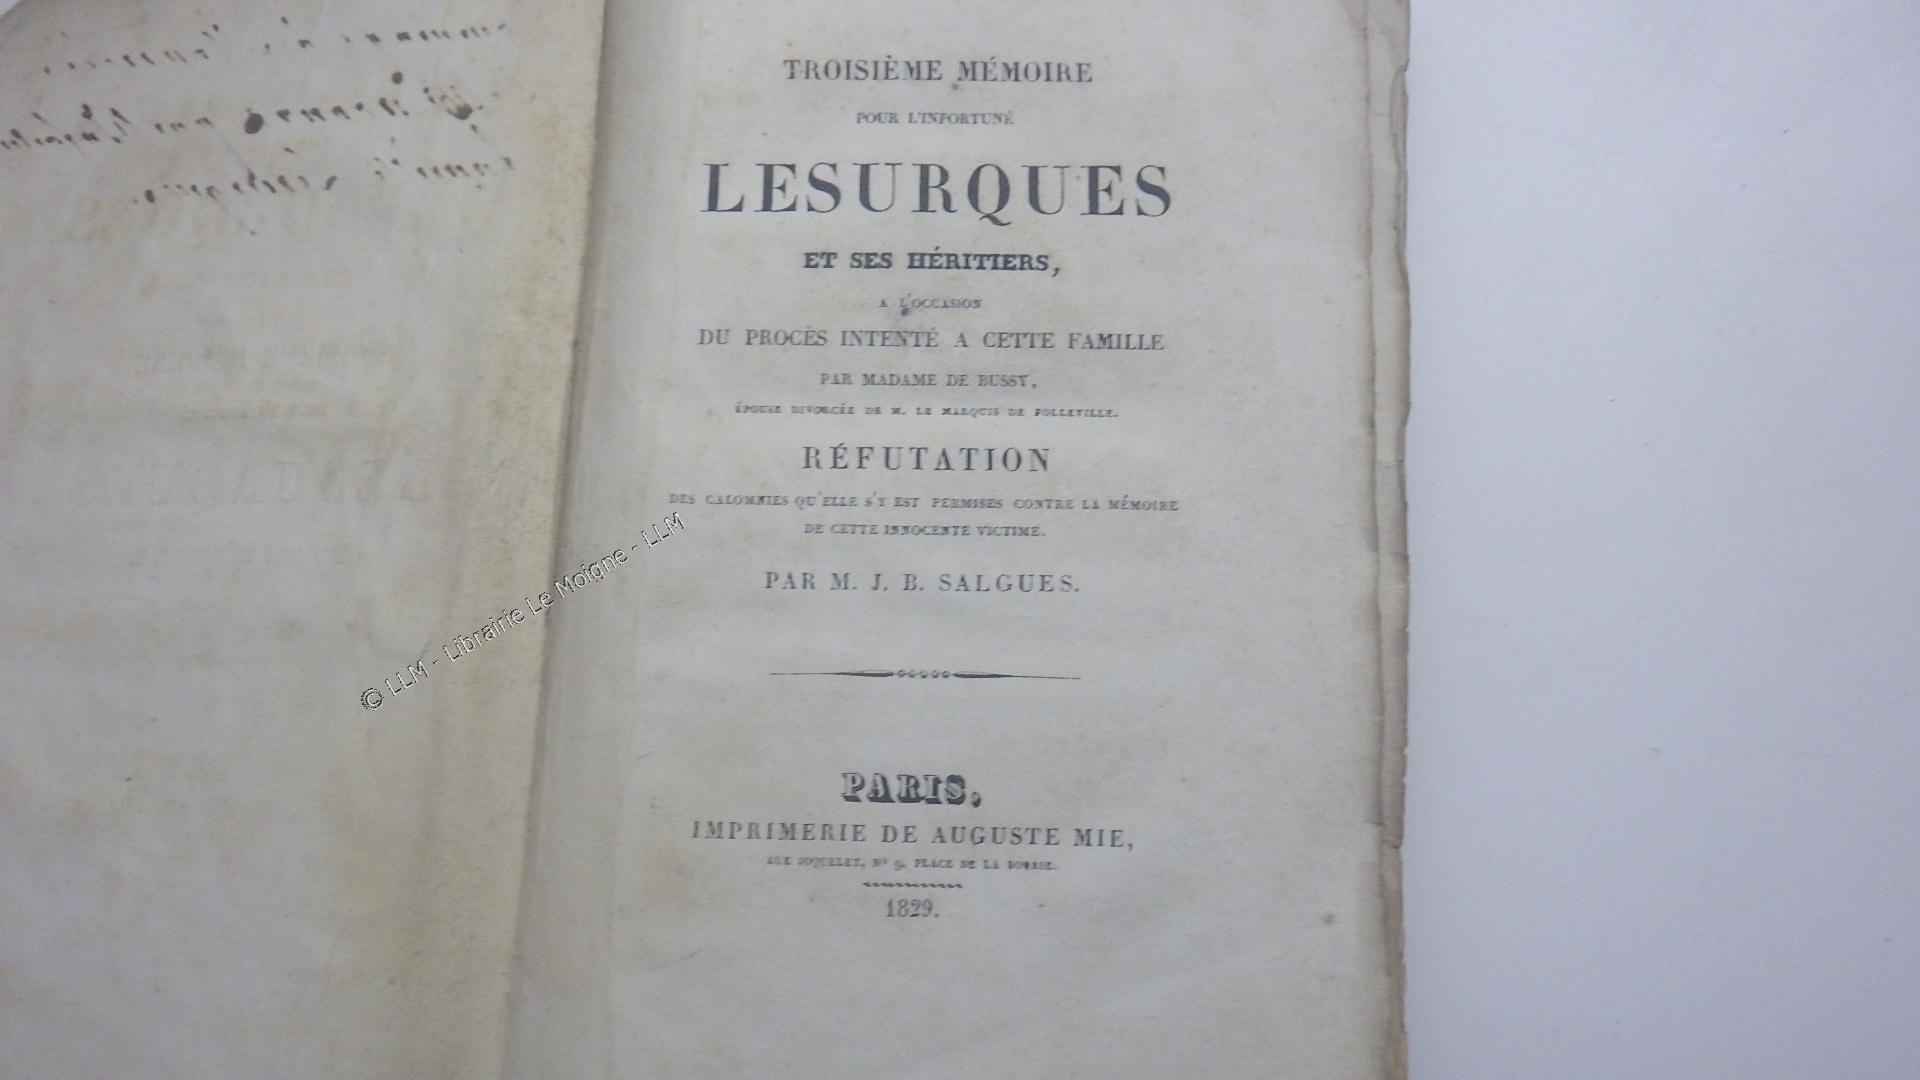 TROISIÈME MÉMOIRE
POUR L'INFORTUNÉ
LESURQUES
ET SES HÉRITIERS,
A L'OCCASION
DU PROCÈS INTENTÉ A CETTE FAMILLE
PAR MADAME DE BUSSY,
ÉPOUSE DIVORCÉE DE M. LE MARQUIS DE FOLLEVILLE.
RÉFUTATION
DES CALOMNIES QU'ELLE S'Y EST PERMISES CONTRE LA MÉMOIRE
DE CETTE INNOCENTE VICTIME.
PAR M. J. B. SALGUES.
PARIS,
IMPRIMERIE DE AUGUSTE MIE,
RUE JOQUELET, Nº 9, PLACE DE LA BOURSE.
1829.
© LLM - Librairie Le Moigne - LLM